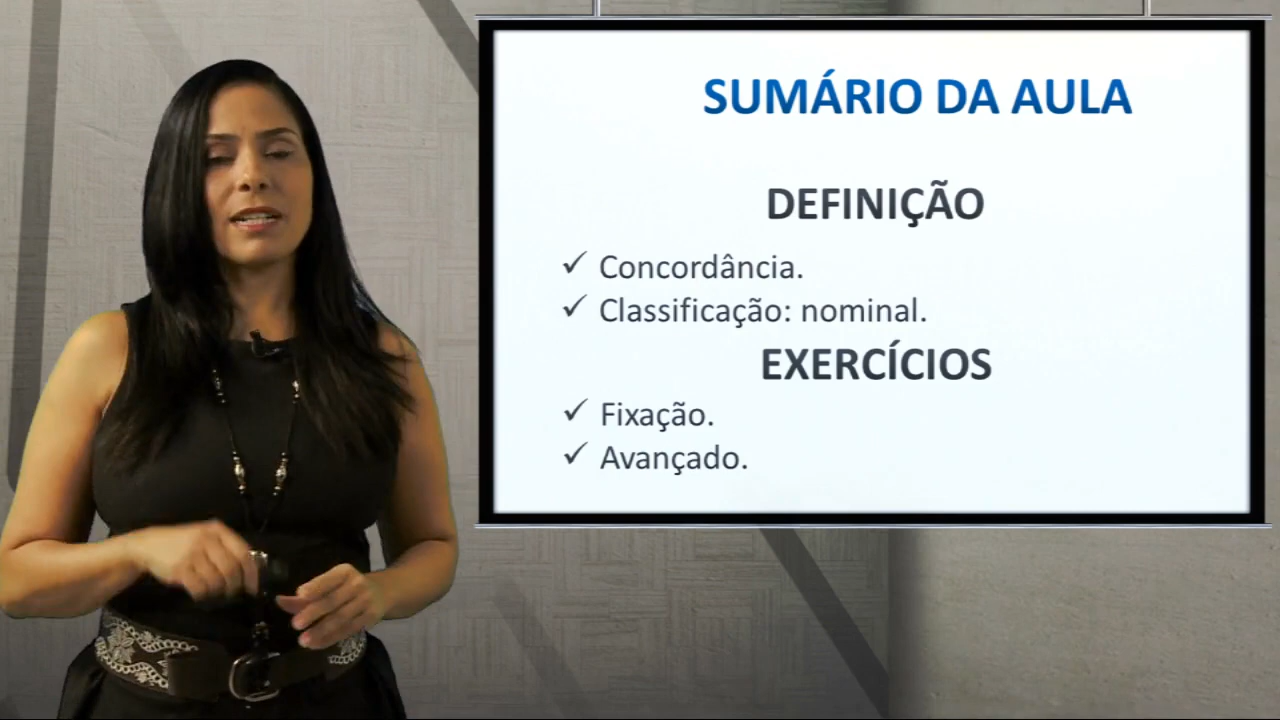 SUMÁRIO DA AULA
DEFINIÇÃO
Concordância.
Classificação: nominal.
EXERCÍCIOS
Fixação.
Avançado.